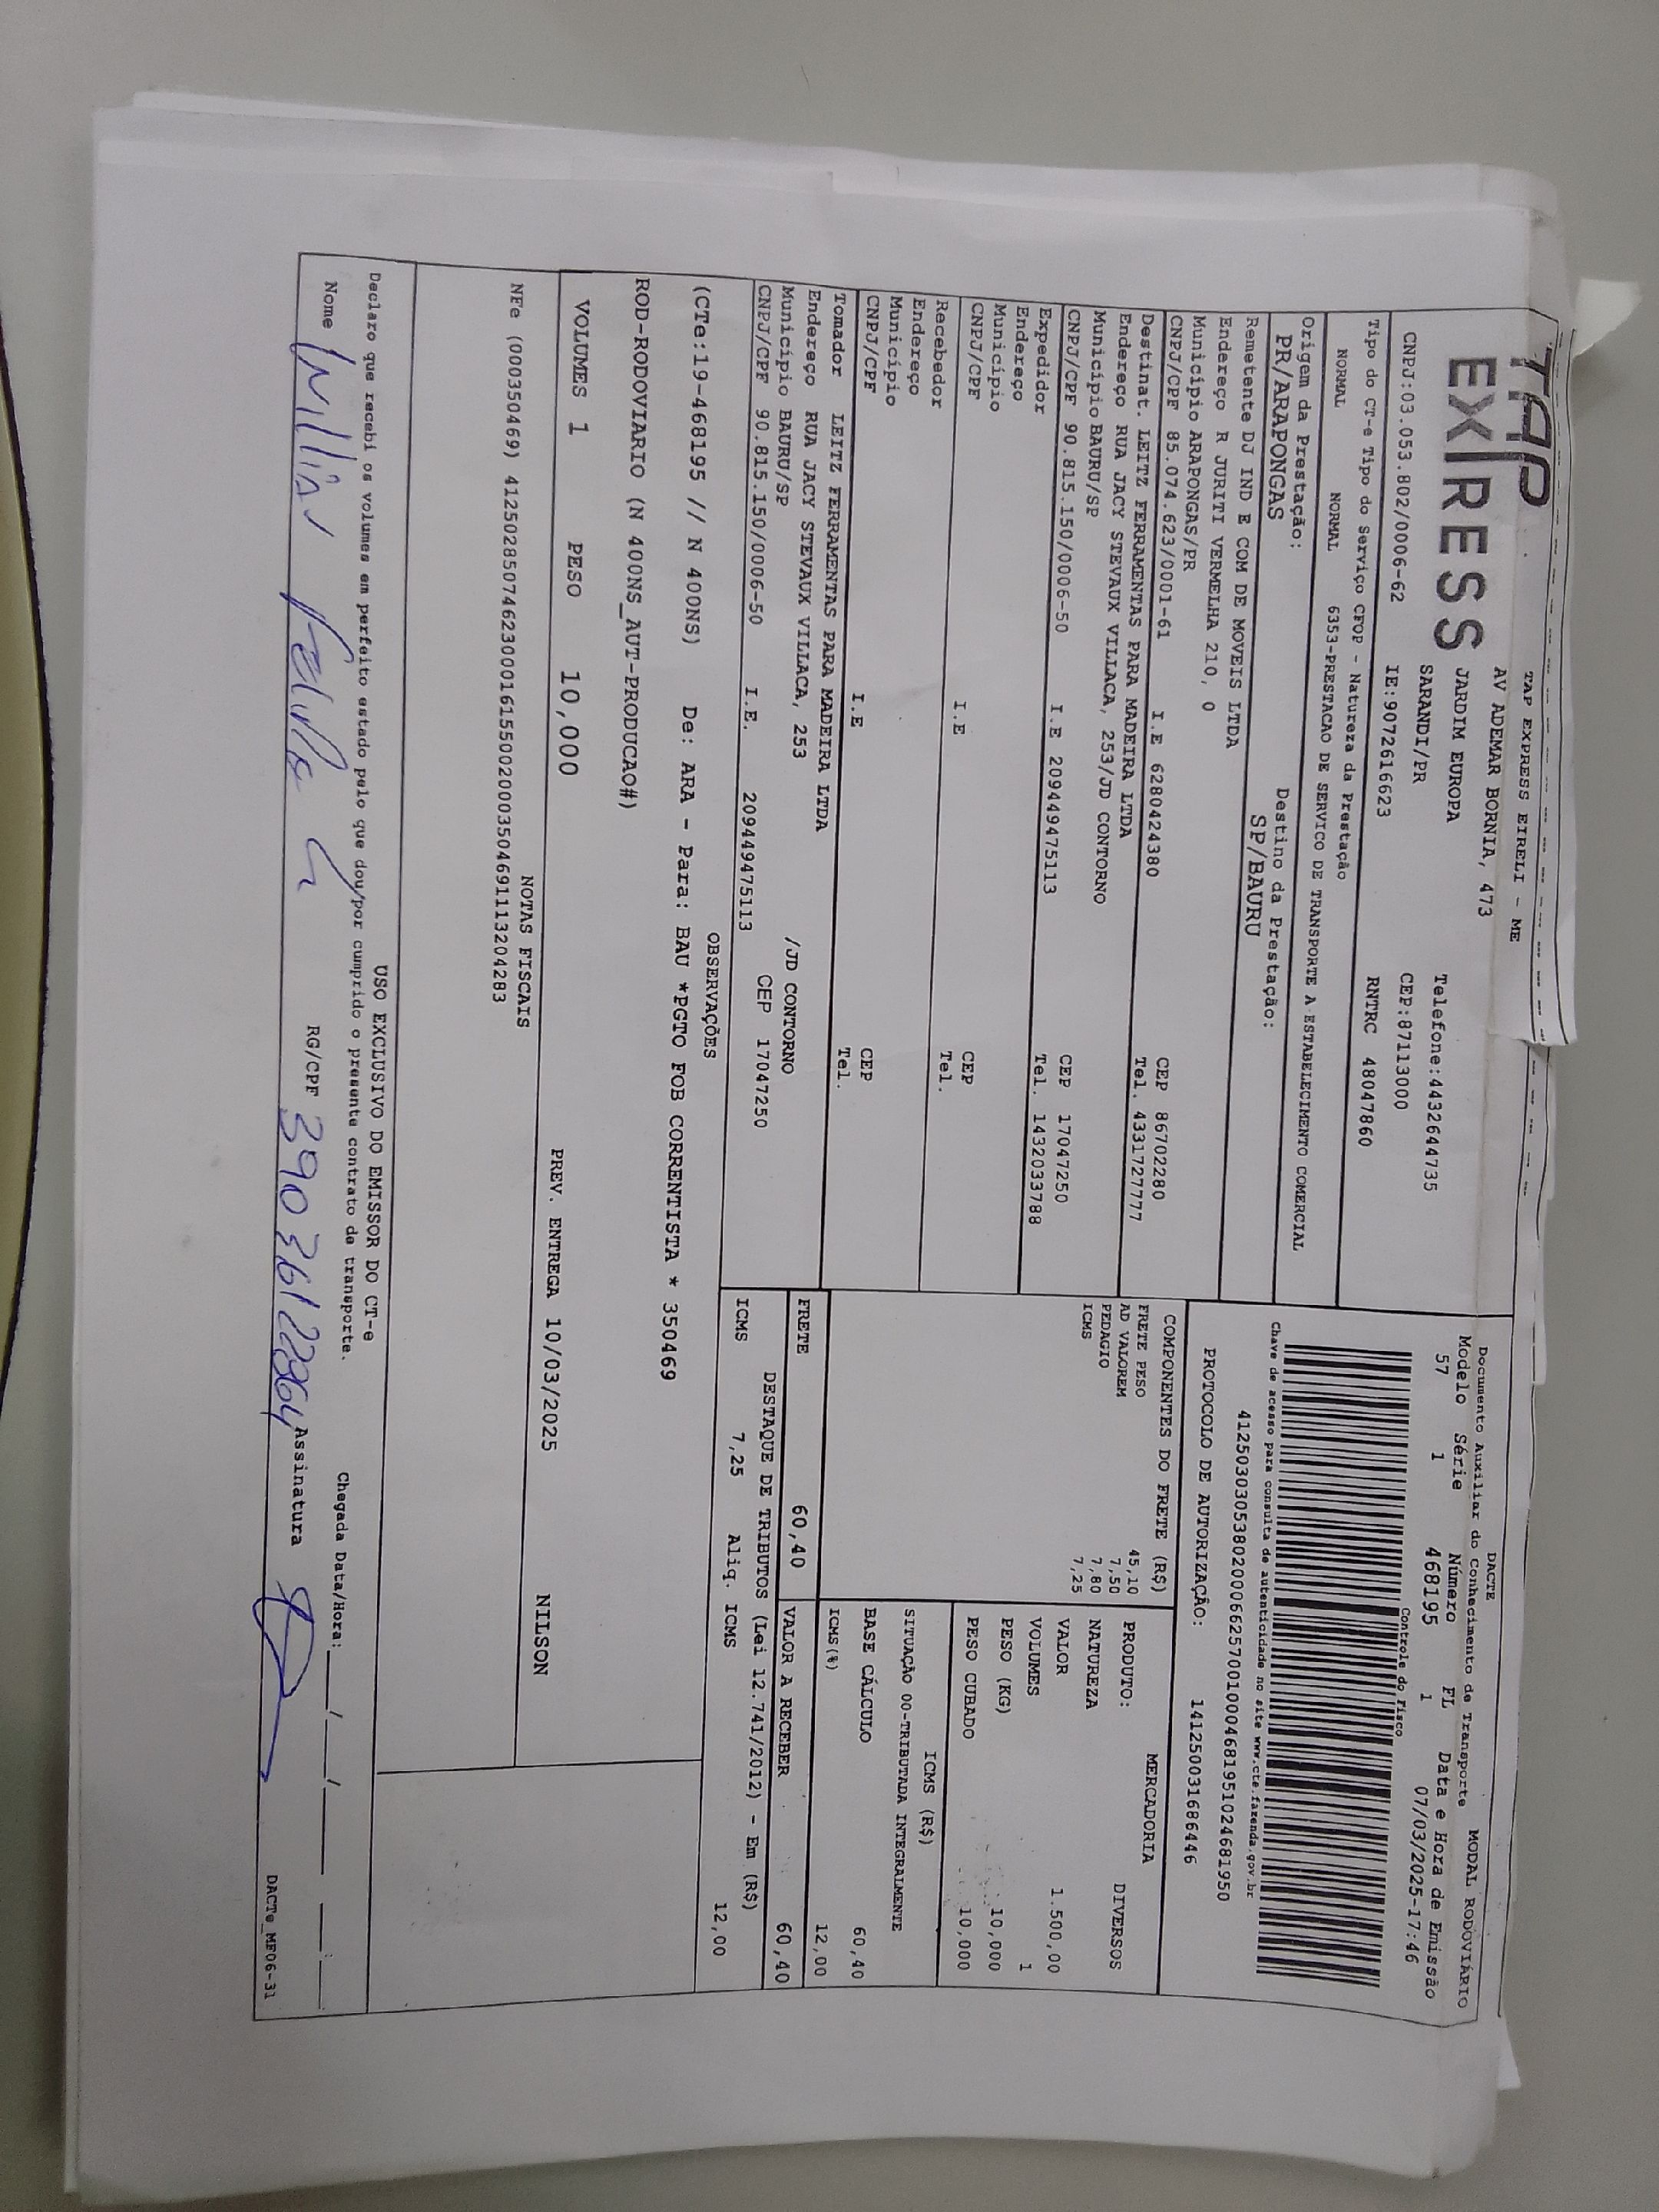 TAP
EXPRESS
TAP EXPRESS EIRELI - ME
AV ADEMAR BORNIA, 473
JARDIM EUROPA Telefone:4432644735
SARANDI/PR CEP:87113000
CNPJ:03.053.802/0006-62 IE:9072616623 RNTRC 48047860
DACTE
Documento Auxiliar do Conhecimento de Transporte MODAL RODOVIÁRIO
Modelo Série Número FL Data e Hora de Emissão
57 1 468195 1 07/03/2025-17:46
Controle do Fisco
Chave de acesso para consulta de autenticidade no site www.cte.fazenda.gov.br
41250303053802000662570010004681951024681950
PROTOCOLO DE AUTORIZAÇÃO: 141250031686446
Tipo do CT-e Tipo do Serviço CFOP - Natureza da Prestação
NORMAL NORMAL 6353-PRESTACAO DE SERVICO DE TRANSPORTE A ESTABELECIMENTO COMERCIAL
Origem da Prestação: Destino da Prestação:
PR/ARAPONGAS SP/BAURU
Remetente DJ IND E COM DE MOVEIS LTDA
Endereço R JURITI VERMELHA 210, 0
Município ARAPONGAS/PR CEP 86702280
CNPJ/CPF 85.074.623/0001-61 I.E 6280424380 Tel. 4331727777
Destinat. LEITZ FERRAMENTAS PARA MADEIRA LTDA
Endereço RUA JACY STEVAUX VILLACA, 253/JD CONTORNO
Município BAURU/SP CEP 17047250
CNPJ/CPF 90.815.150/0006-50 I.E 209449475113 Tel. 1432033788
Expedidor
Endereço
Município CEP
CNPJ/CPF I.E Tel.
Recebedor
Endereço
Município CEP
CNPJ/CPF I.E Tel.
Tomador LEITZ FERRAMENTAS PARA MADEIRA LTDA
Endereço RUA JACY STEVAUX VILLACA, 253 /JD CONTORNO
Município BAURU/SP CEP 17047250
CNPJ/CPF 90.815.150/0006-50 I.E. 209449475113
COMPONENTES DO FRETE (R$)
FRETE PESO 45,10
AD VALOREM 7,50
PEDAGIO 7,80
ICMS 7,25
MERCADORIA
PRODUTO: DIVERSOS
NATUREZA
VALOR 1.500,00
VOLUMES 1
PESO (KG) 10,000
PESO CUBADO 10,000
ICMS (R$)
SITUAÇÃO 00-TRIBUTADA INTEGRALMENTE
BASE CÁLCULO 60,40
ICMS(%) 12,00
FRETE 60,40 VALOR A RECEBER 60,40
DESTAQUE DE TRIBUTOS (Lei 12.741/2012) - Em (R$)
ICMS 7,25 Aliq. ICMS 12,00
OBSERVAÇÕES
(CTe:19-468195 // N 400NS) De: ARA - Para: BAU *PGTO FOB CORRENTISTA * 350469
ROD-RODOVIARIO (N 400NS_AUT-PRODUCAO#)
VOLUMES 1 PESO 10,000 PREV. ENTREGA 10/03/2025 NILSON
NOTAS FISCAIS
NFe (000350469) 41250285074623000161550020003504691113204283
USO EXCLUSIVO DO EMISSOR DO CT-e
Declaro que recebi os volumes em perfeito estado pelo que dou/por cumprido o presente contrato de transporte. Chegada Data/Hora: ___/___/____ ___:___
Nome RG/CPF 39036122864 Assinatura
DACTe_MF06-31